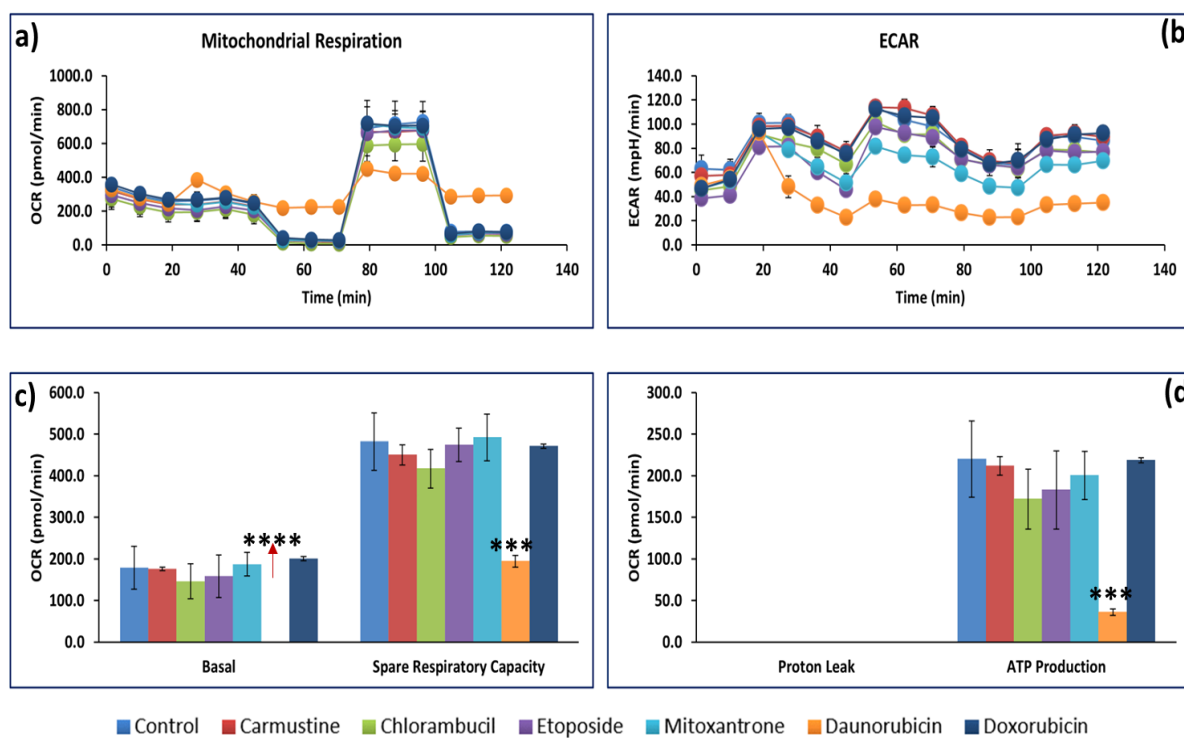 a)
Mitochondrial Respiration
OCR (pmol/min)
1000.0
800.0
600.0
400.0
200.0
0.0
0 20 40 60 80 100 120 140
Time (min)
(b
ECAR
ECAR (mpH/min)
140.0
120.0
100.0
80.0
60.0
40.0
20.0
0.0
0 20 40 60 80 100 120 140
Time (min)
c)
OCR (pmol/min)
600.0
500.0
400.0
300.0
200.0
100.0
0.0
****
***
Basal Spare Respiratory Capacity
(d
OCR (pmol/min)
300.0
250.0
200.0
150.0
100.0
50.0
0.0
***
Proton Leak ATP Production
Control Carmustine Chlorambucil Etoposide Mitoxantrone Daunorubicin Doxorubicin